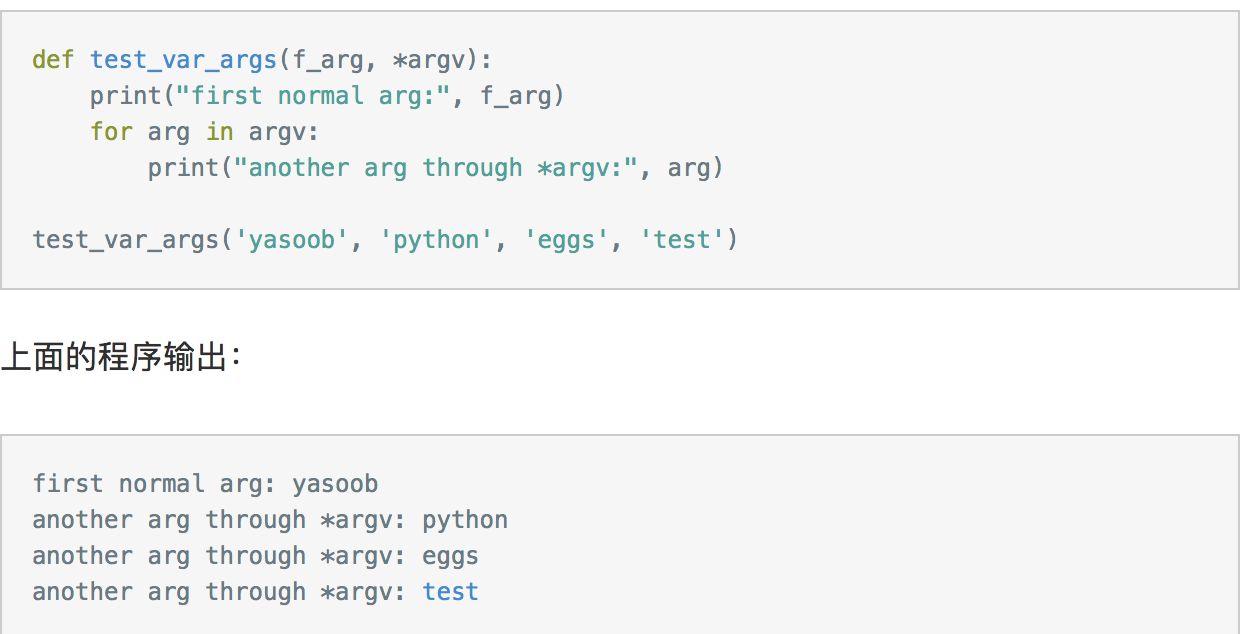 def test_var_args(f_arg, *argv):
    print("first normal arg:", f_arg)
    for arg in argv:
        print("another arg through *argv:", arg)

test_var_args('yasoob', 'python', 'eggs', 'test')
上面的程序输出：
first normal arg: yasoob
another arg through *argv: python
another arg through *argv: eggs
another arg through *argv: test